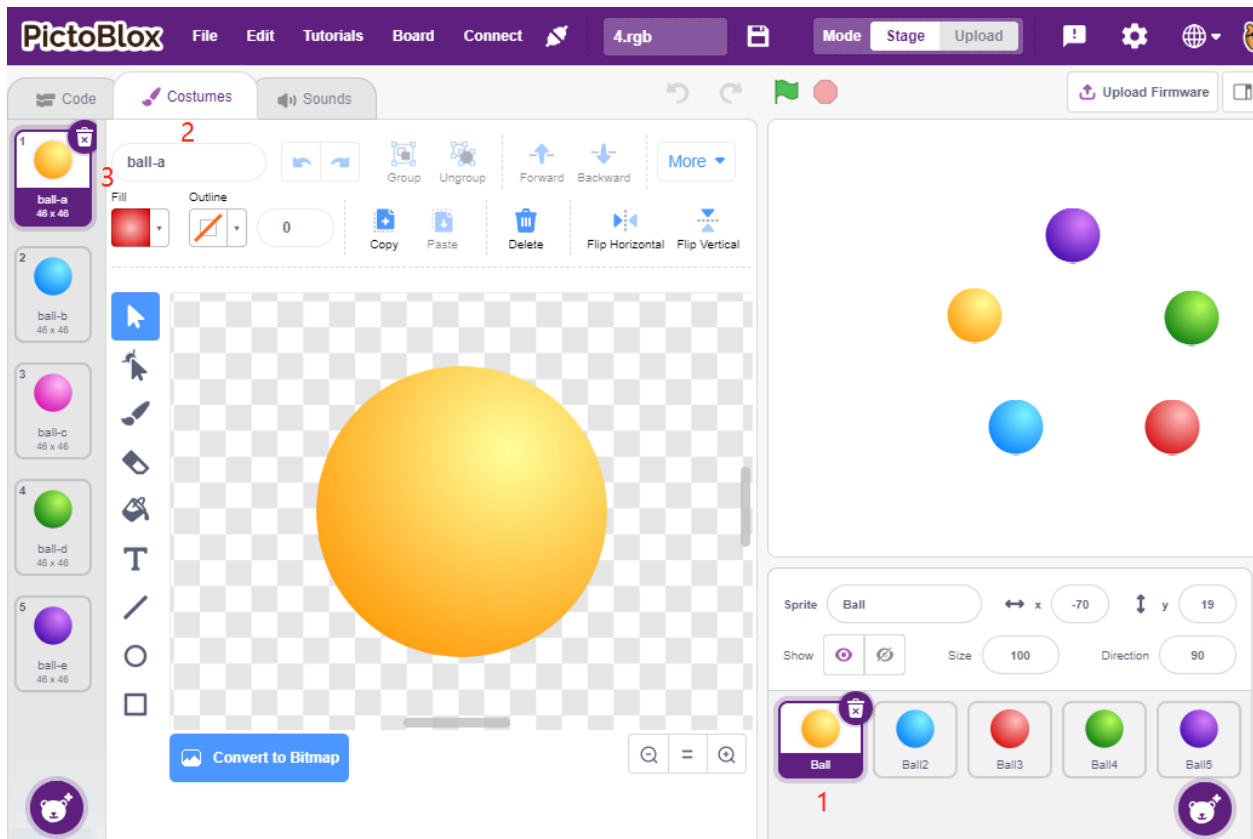 PictoBlox File Edit Tutorials Board Connect 4.rgb Mode Stage Upload
Code Costumes Sounds Upload Firmware
2
1
ball-a
46 x 46
3
ball-a
Group Ungroup Forward Backward More
Fill Outline
0
Copy Paste Delete Flip Horizontal Flip Vertical
2
ball-b
46 x 46
3
ball-c
46 x 46
4
ball-d
46 x 46
5
ball-e
46 x 46
T
Convert to Bitmap
Sprite Ball x -70 y 19
Show Size 100 Direction 90
Ball Ball2 Ball3 Ball4 Ball5
1